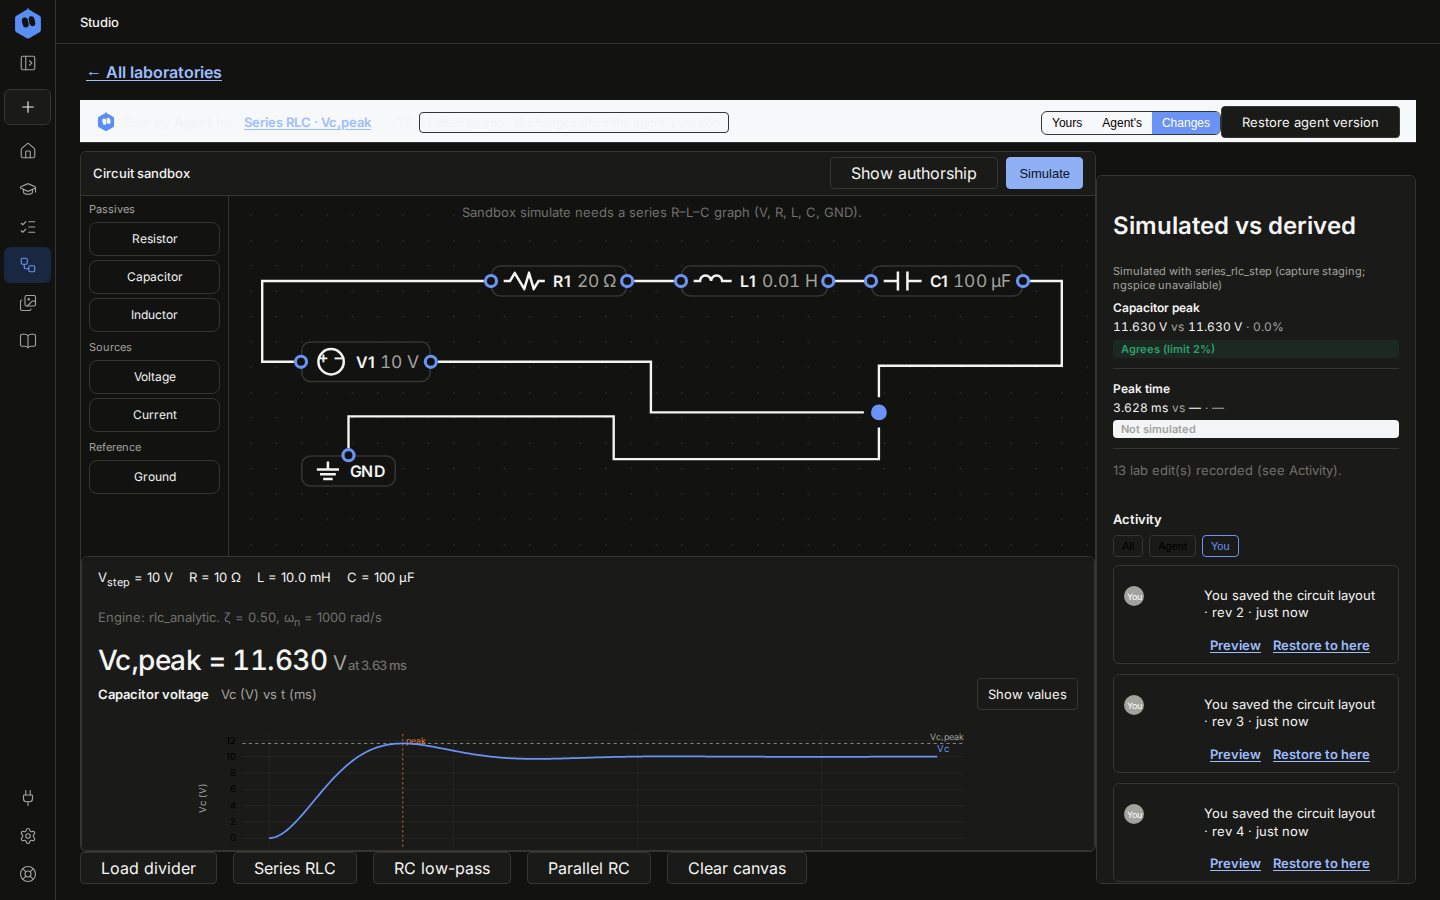 Studio
← All laboratories
Series RLC · Vc,peak
Yours Agent's Changes Restore agent version
Circuit sandbox
Show authorship Simulate
Passives
Resistor
Capacitor
Inductor
Sources
Voltage
Current
Reference
Ground
Sandbox simulate needs a series R–L–C graph (V, R, L, C, GND).
R1 20 Ω
L1 0.01 H
C1 100 µF
V1 10 V
GND
Vstep = 10 V R = 10 Ω L = 10.0 mH C = 100 µF
Engine: rlc_analytic. ζ = 0.50, ωn = 1000 rad/s
Vc,peak = 11.630 V at 3.63 ms
Capacitor voltage Vc (V) vs t (ms)
Show values
Vc (V)
12
10
8
6
4
2
0
peak
Vc,peak
Vc
Load divider
Series RLC
RC low-pass
Parallel RC
Clear canvas
Simulated vs derived
Simulated with series_rlc_step (capture staging;
ngspice unavailable)
Capacitor peak
11.630 V vs 11.630 V · 0.0%
Agrees (limit 2%)
Peak time
3.628 ms vs — · —
Not simulated
13 lab edit(s) recorded (see Activity).
Activity
All Agent You
You
You saved the circuit layout
· rev 2 · just now
Preview Restore to here
You
You saved the circuit layout
· rev 3 · just now
Preview Restore to here
You
You saved the circuit layout
· rev 4 · just now
Preview Restore to here